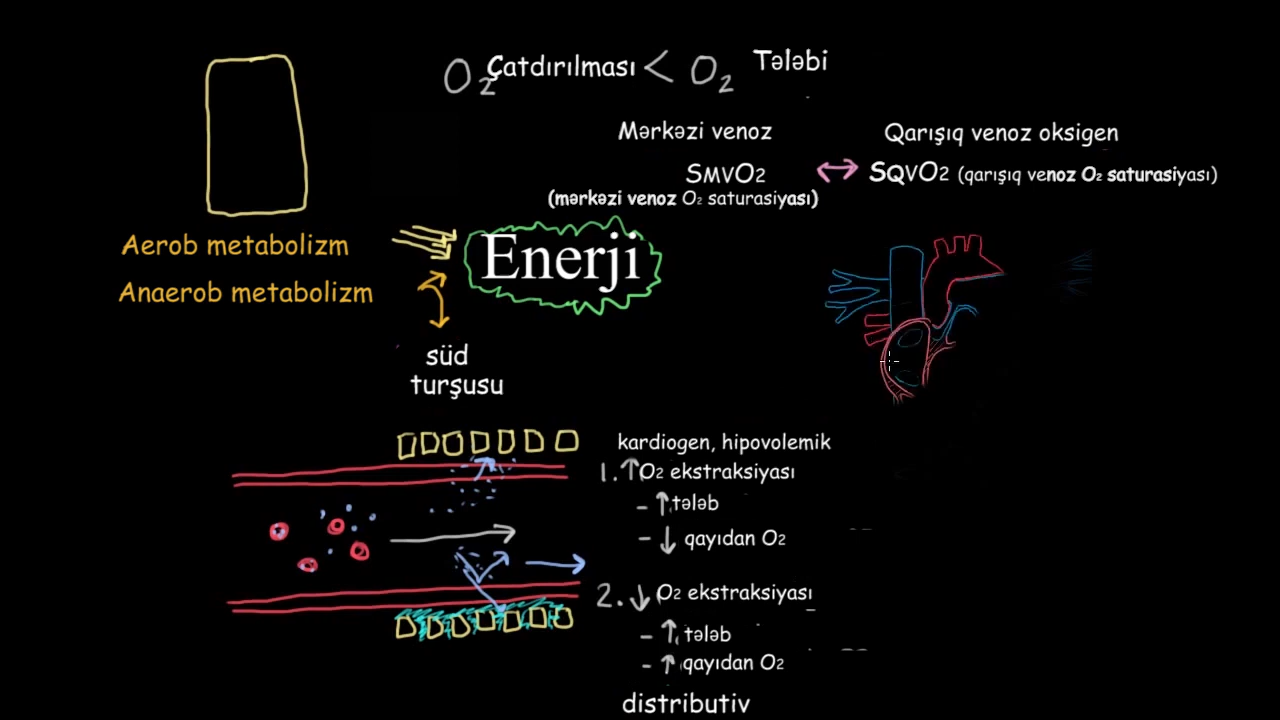 O2 Çatdırılması < O2 Tələbi
Mərkəzi venoz
SMVO2
(mərkəzi venoz O2 saturasiyası)
Qarışıq venoz oksigen
SQVO2 (qarışıq venoz O2 saturasiyası)
Aerob metabolizm
Anaerob metabolizm
Enerji
süd
turşusu
kardiogen, hipovolemik
1. ↑O2 ekstraksiyası
- ↑tələb
- ↓ qayıdan O2
2. ↓ O2 ekstraksiyası
- ↑ tələb
- ↑ qayıdan O2
distributiv